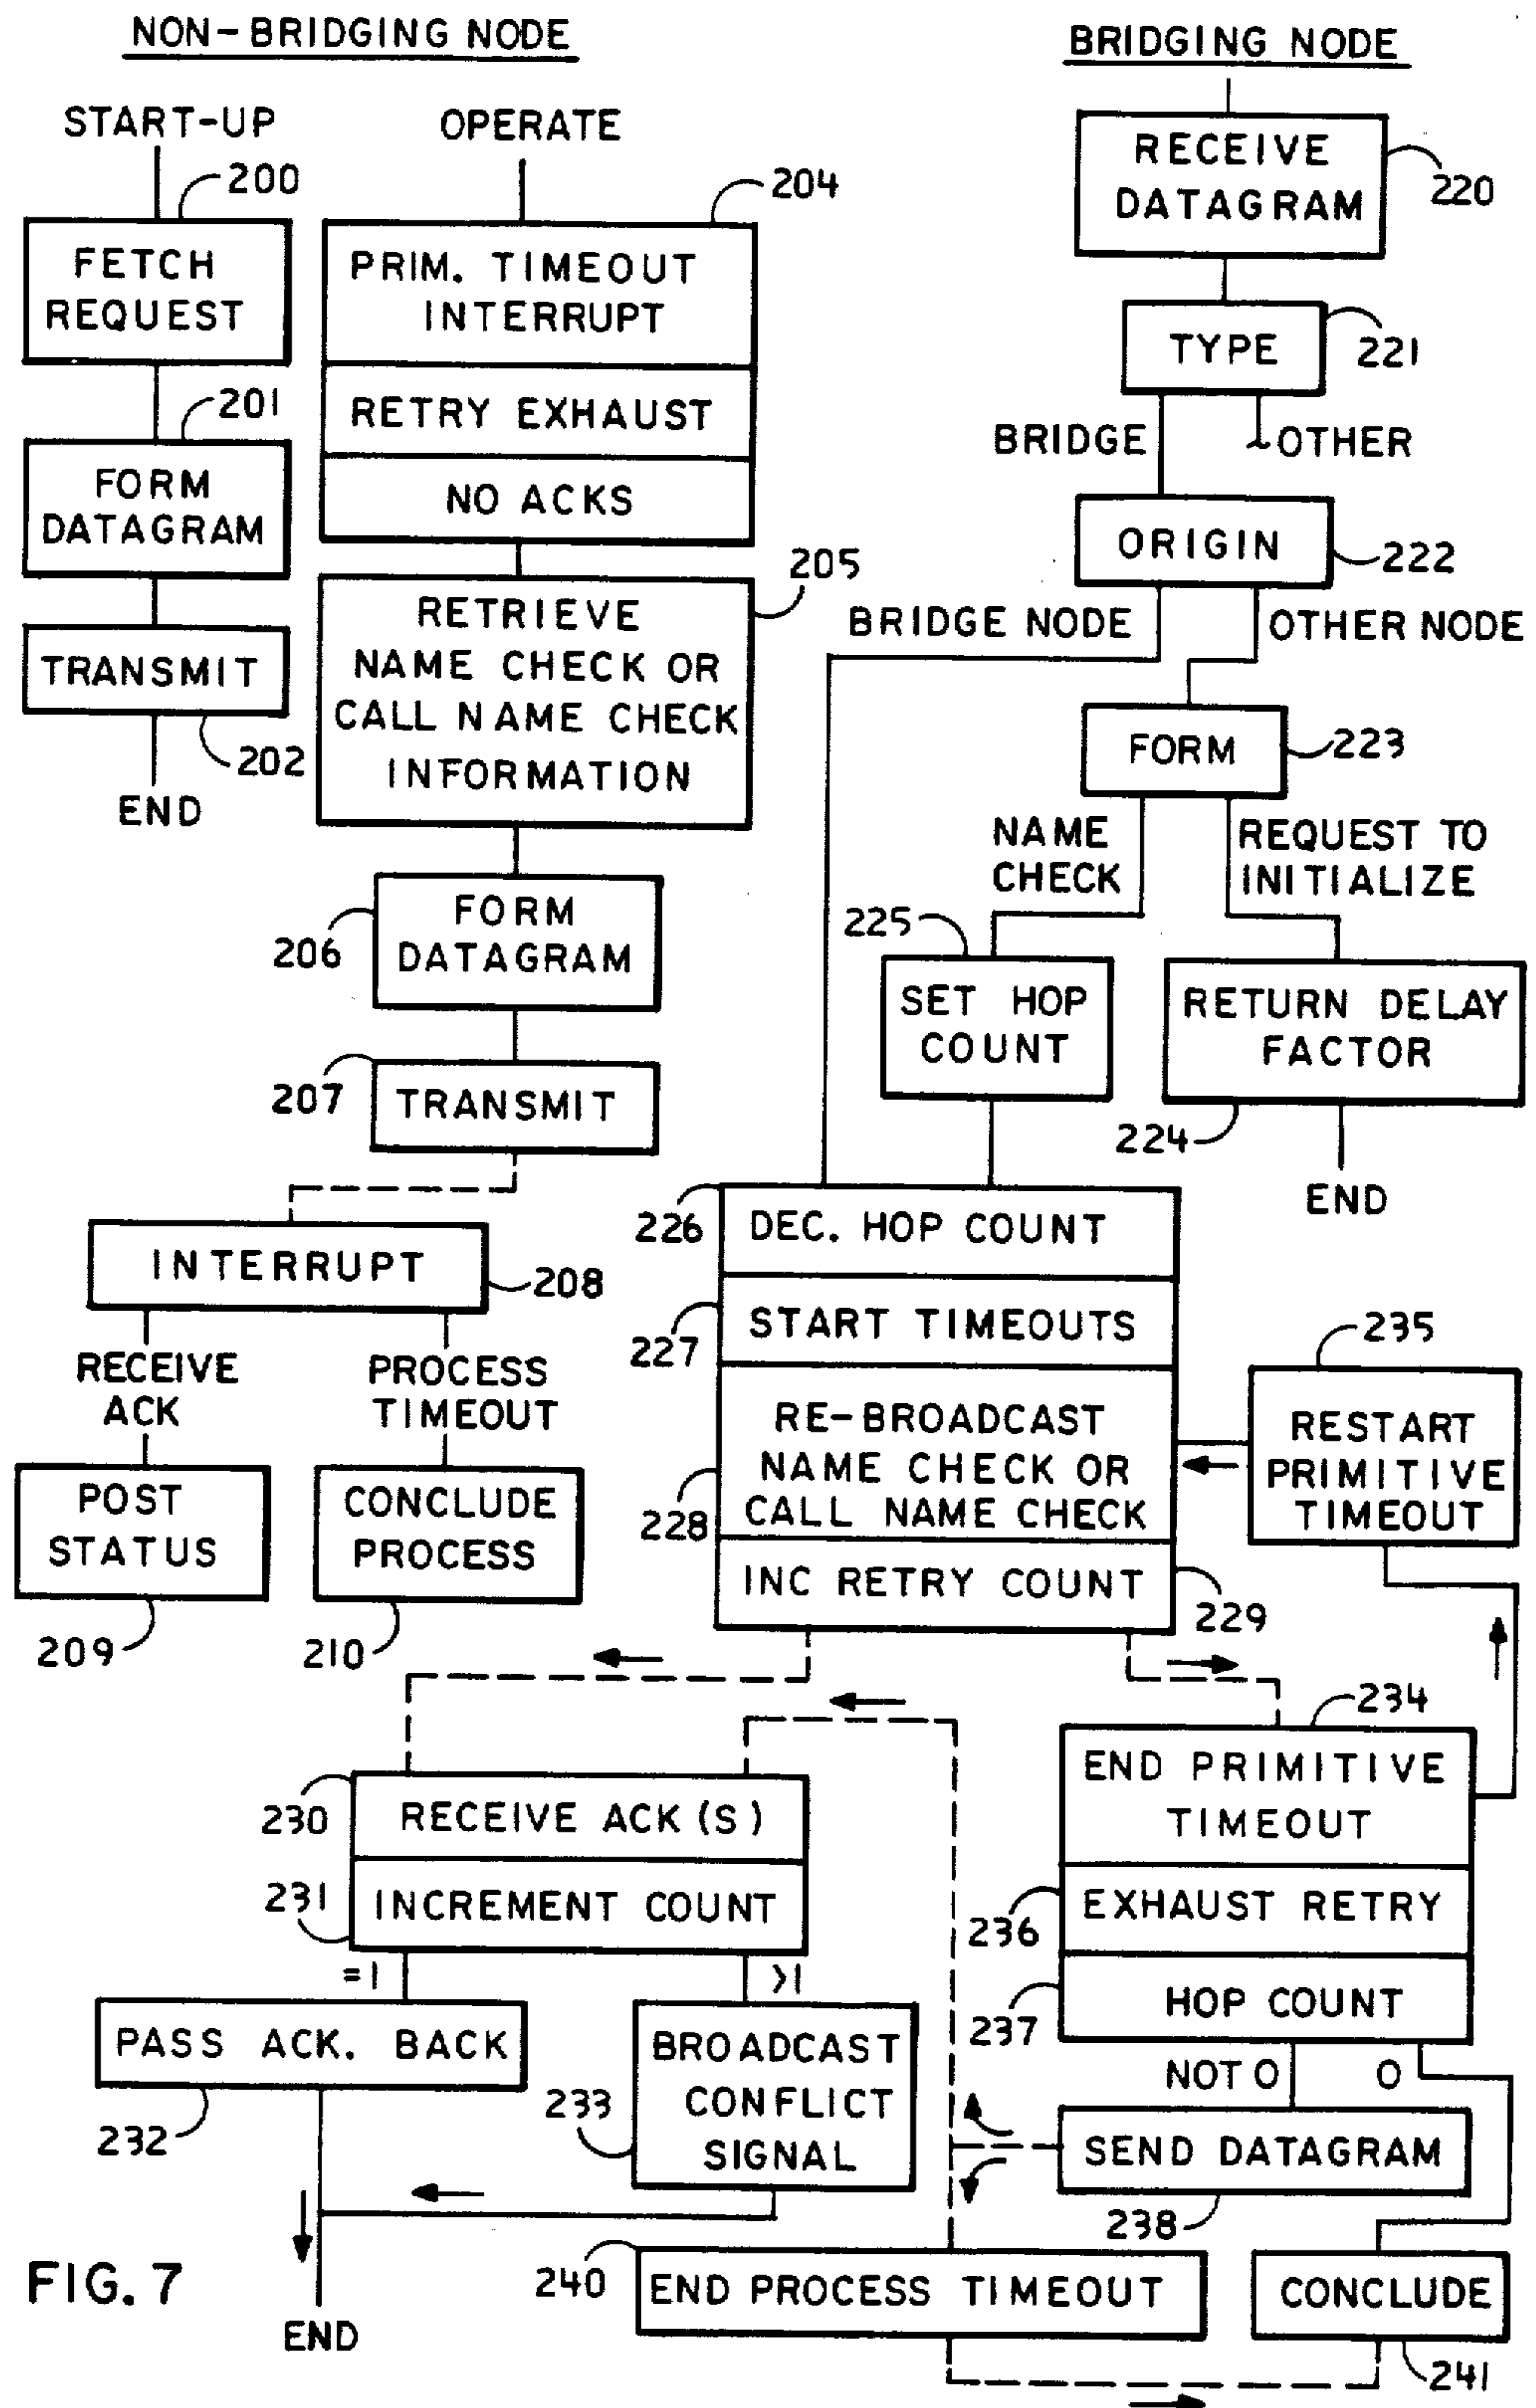 NON-BRIDGING NODE
START-UP
200
FETCH
REQUEST
201
FORM
DATAGRAM
TRANSMIT
202
END
OPERATE
204
PRIM. TIMEOUT
INTERRUPT
RETRY EXHAUST
NO ACKS
205
RETRIEVE
NAME CHECK OR
CALL NAME CHECK
INFORMATION
206
FORM
DATAGRAM
207
TRANSMIT
INTERRUPT
208
RECEIVE
ACK
PROCESS
TIMEOUT
POST
STATUS
209
CONCLUDE
PROCESS
210
BRIDGING NODE
RECEIVE
DATAGRAM
220
TYPE
221
BRIDGE
OTHER
ORIGIN
222
BRIDGE NODE
OTHER NODE
FORM
223
NAME
CHECK
REQUEST TO
INITIALIZE
225
SET HOP
COUNT
RETURN DELAY
FACTOR
224
END
226
DEC. HOP COUNT
227
START TIMEOUTS
228
RE-BROADCAST
NAME CHECK OR
CALL NAME CHECK
INC RETRY COUNT
229
235
RESTART
PRIMITIVE
TIMEOUT
234
END PRIMITIVE
TIMEOUT
236
EXHAUST RETRY
237
HOP COUNT
NOT 0
0
SEND DATAGRAM
238
230
RECEIVE ACK(S)
231
INCREMENT COUNT
=1
>1
PASS ACK. BACK
232
233
BROADCAST
CONFLICT
SIGNAL
END
240
END PROCESS TIMEOUT
CONCLUDE
241
FIG. 7